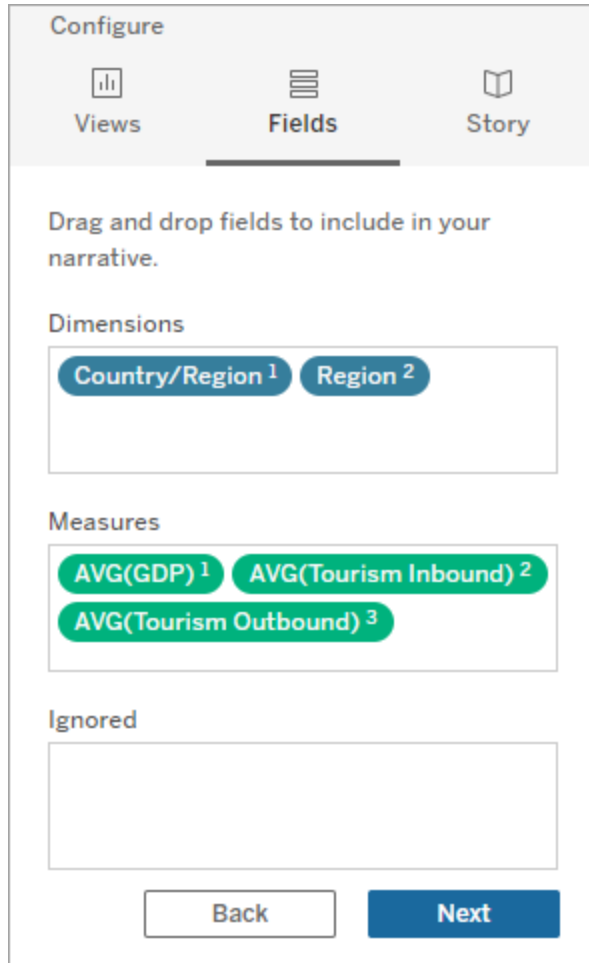 Configure
Views Fields Story
Drag and drop fields to include in your
narrative.
Dimensions
Country/Region 1 Region 2
Measures
AVG(GDP) 1 AVG(Tourism Inbound) 2
AVG(Tourism Outbound) 3
Ignored
Back Next